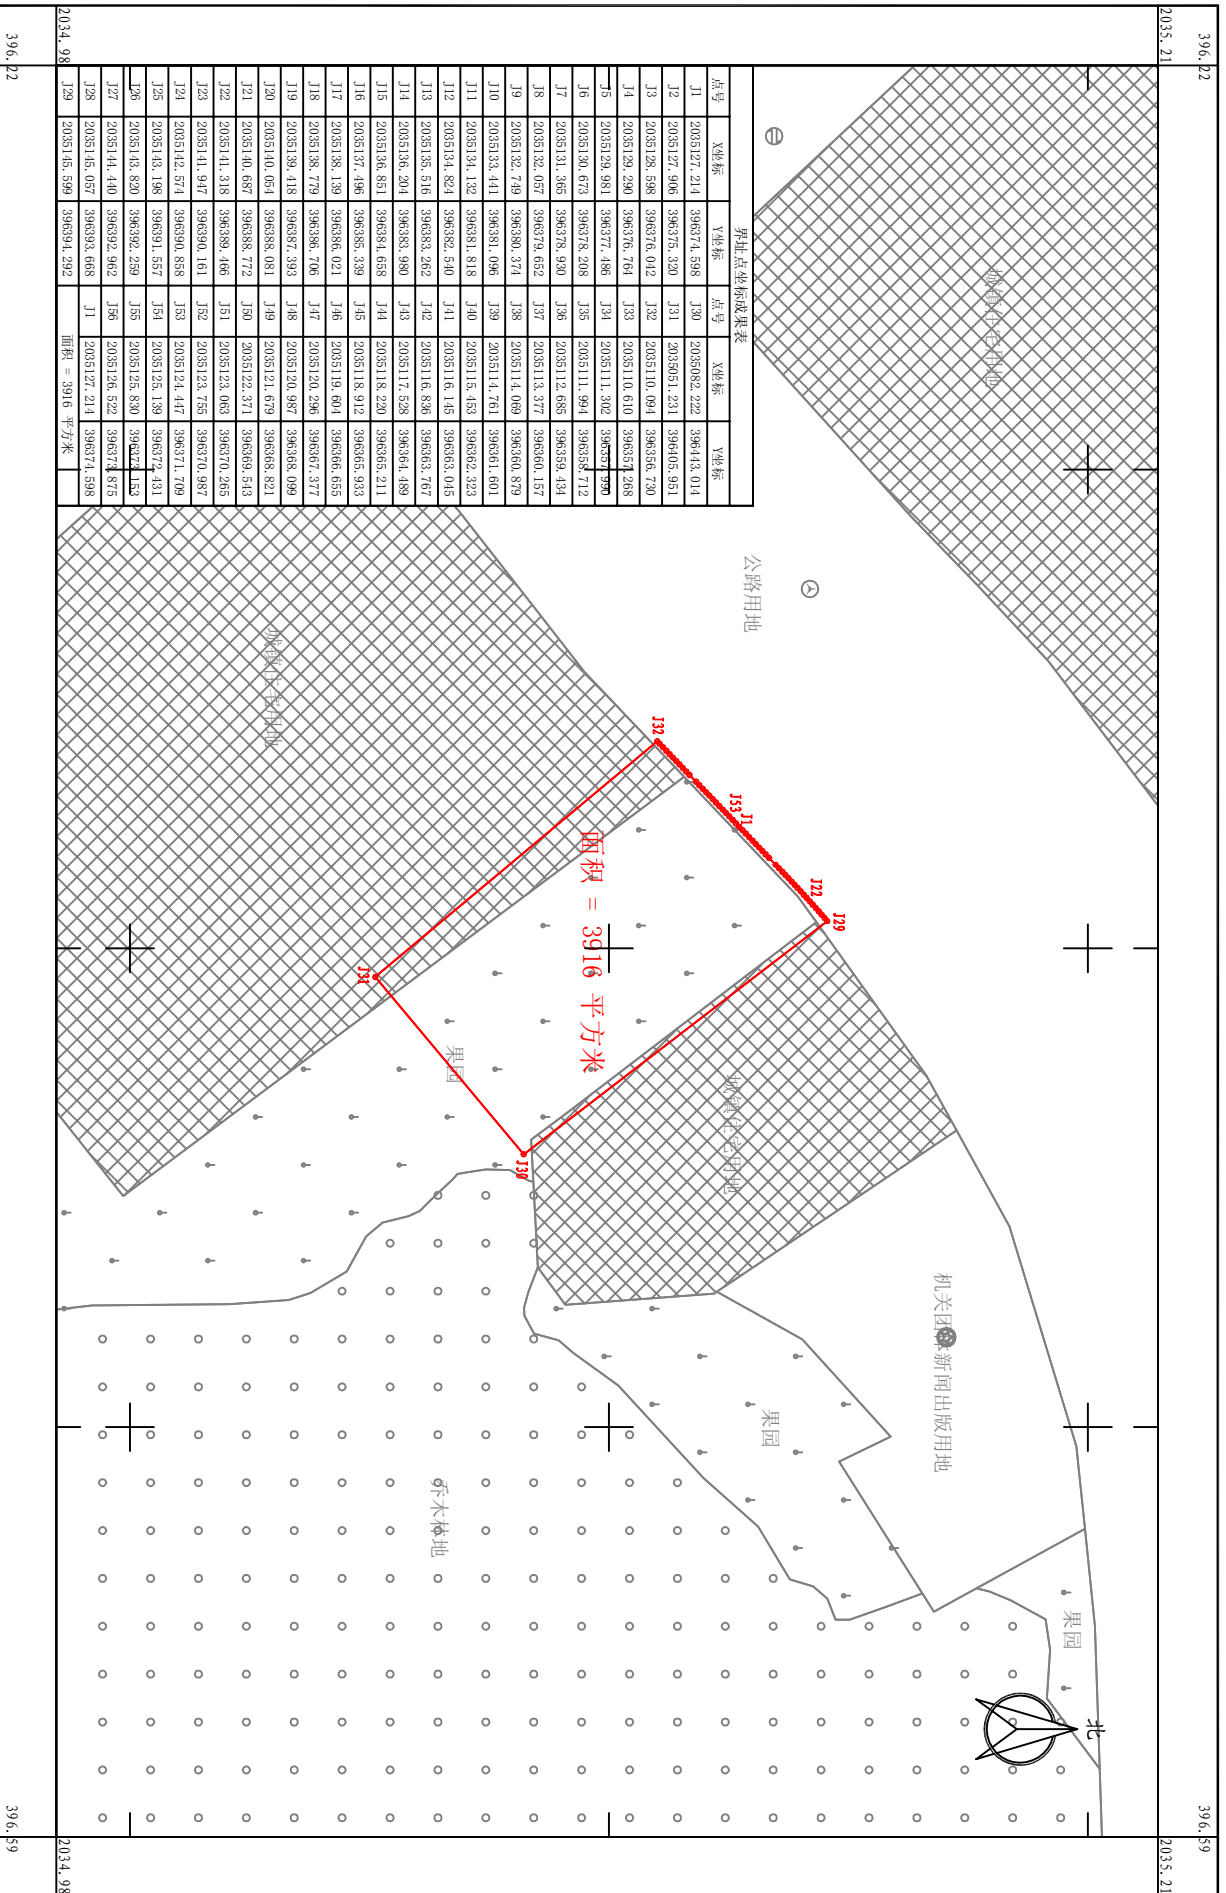 396.22
396.59
2035.21
2035.21
北
城镇住宅用地
果园
机关团体新闻出版用地
公路用地
城镇住宅用地
果园
J29
J22
J1
J53
J32
面积 = 3916 平方米
J30
J31
果园
乔木林地
城镇住宅用地
界址点坐标成果表
点号 X坐标 Y坐标 点号 X坐标 Y坐标
J1 2035127.214 396374.598 J30 2035082.222 396443.014
J2 2035127.906 396375.320 J31 2035051.231 396405.951
J3 2035128.598 396376.042 J32 2035110.094 396356.730
J4 2035129.290 396376.764 J33 2035110.610 396357.268
J5 2035129.981 396377.486 J34 2035111.302 396357.990
J6 2035130.673 396378.208 J35 2035111.994 396358.712
J7 2035131.365 396378.930 J36 2035112.685 396359.434
J8 2035132.057 396379.652 J37 2035113.377 396360.157
J9 2035132.749 396380.374 J38 2035114.069 396360.879
J10 2035133.441 396381.096 J39 2035114.761 396361.601
J11 2035134.132 396381.818 J40 2035115.453 396362.323
J12 2035134.824 396382.540 J41 2035116.145 396363.045
J13 2035135.516 396383.262 J42 2035116.836 396363.767
J14 2035136.204 396383.980 J43 2035117.528 396364.489
J15 2035136.851 396384.658 J44 2035118.220 396365.211
J16 2035137.496 396385.339 J45 2035118.912 396365.933
J17 2035138.139 396386.021 J46 2035119.604 396366.655
J18 2035138.779 396386.706 J47 2035120.296 396367.377
J19 2035139.418 396387.393 J48 2035120.987 396368.099
J20 2035140.054 396388.081 J49 2035121.679 396368.821
J21 2035140.687 396388.772 J50 2035122.371 396369.543
J22 2035141.318 396389.466 J51 2035123.063 396370.265
J23 2035141.947 396390.161 J52 2035123.755 396370.987
J24 2035142.574 396390.858 J53 2035124.447 396371.709
J25 2035143.198 396391.557 J54 2035125.139 396372.431
J26 2035143.820 396392.259 J55 2035125.830 396373.153
J27 2035144.440 396392.962 J56 2035126.522 396373.875
J28 2035145.057 396393.668 J1 2035127.214 396374.598
J29 2035145.599 396394.292 面积 = 3916 平方米
2034.98
2034.98
396.22
396.59